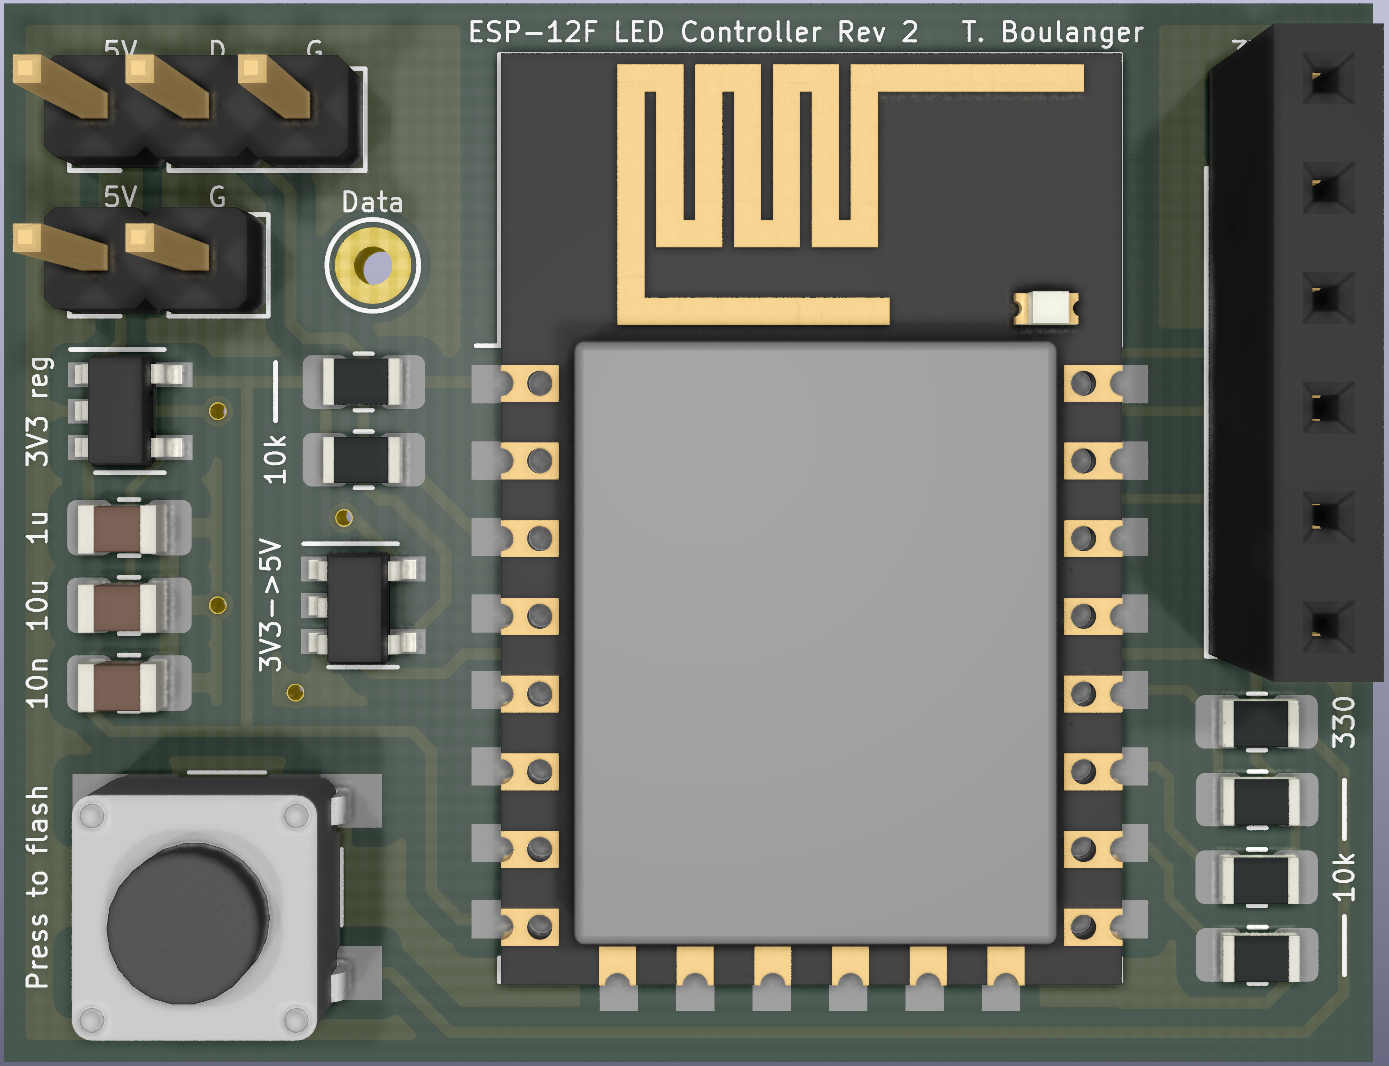 ESP-12F LED Controller Rev 2 T. Boulanger
5V D G
5V G
Data
3V3 reg
10k
1u
10u
10n
3V3->5V
Press to flash
330
10k